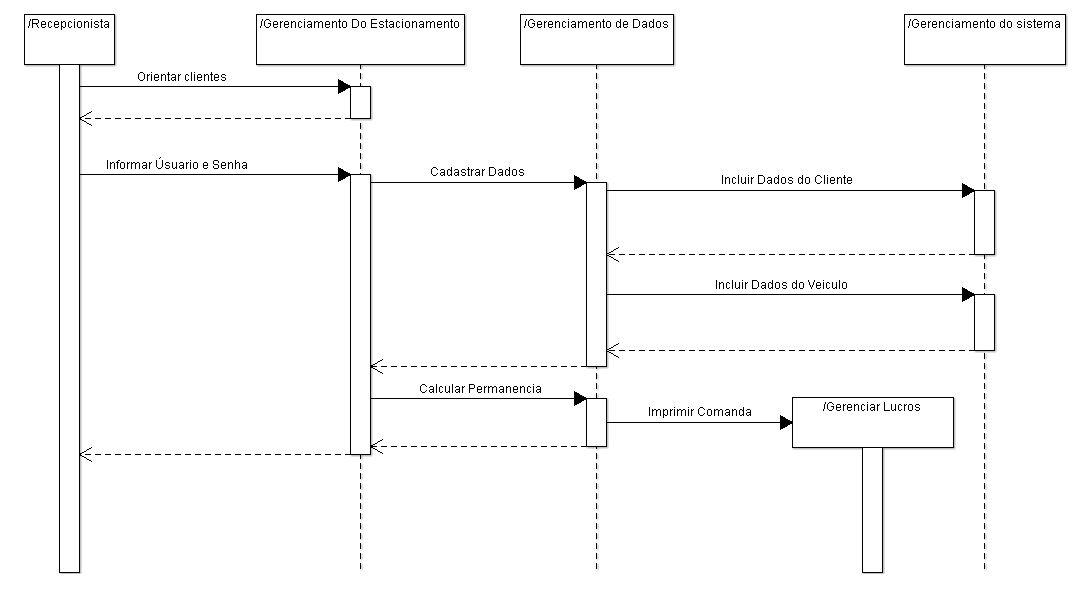 /Recepcionista
/Gerenciamento Do Estacionamento
/Gerenciamento de Dados
/Gerenciamento do sistema
Orientar clientes
Informar Úsuario e Senha
Cadastrar Dados
Incluir Dados do Cliente
Incluir Dados do Veiculo
Calcular Permanencia
Imprimir Comanda
/Gerenciar Lucros